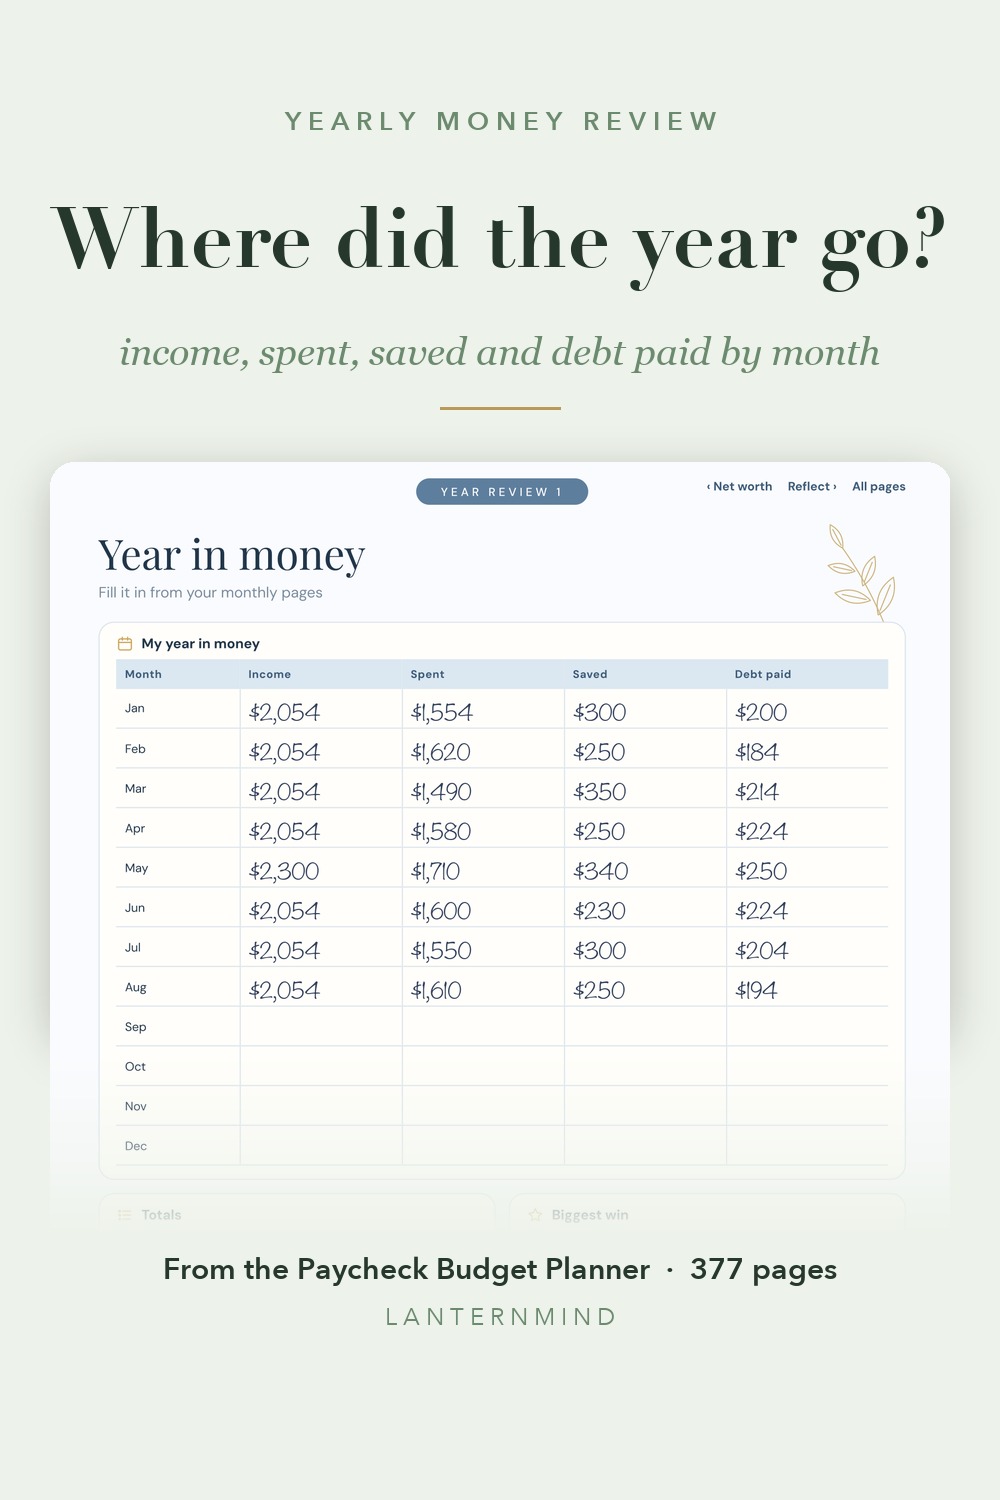 YEARLY MONEY REVIEW
Where did the year go?
income, spent, saved and debt paid by month
YEAR REVIEW 1
‹ Net worth Reflect › All pages
Year in money
Fill it in from your monthly pages
My year in money
Month Income Spent Saved Debt paid
Jan $2,054 $1,554 $300 $200
Feb $2,054 $1,620 $250 $184
Mar $2,054 $1,490 $350 $214
Apr $2,054 $1,580 $250 $224
May $2,300 $1,710 $340 $250
Jun $2,054 $1,600 $230 $224
Jul $2,054 $1,550 $300 $204
Aug $2,054 $1,610 $250 $194
Sep
Oct
Nov
Dec
Totals Biggest win
From the Paycheck Budget Planner · 377 pages
LANTERNMIND